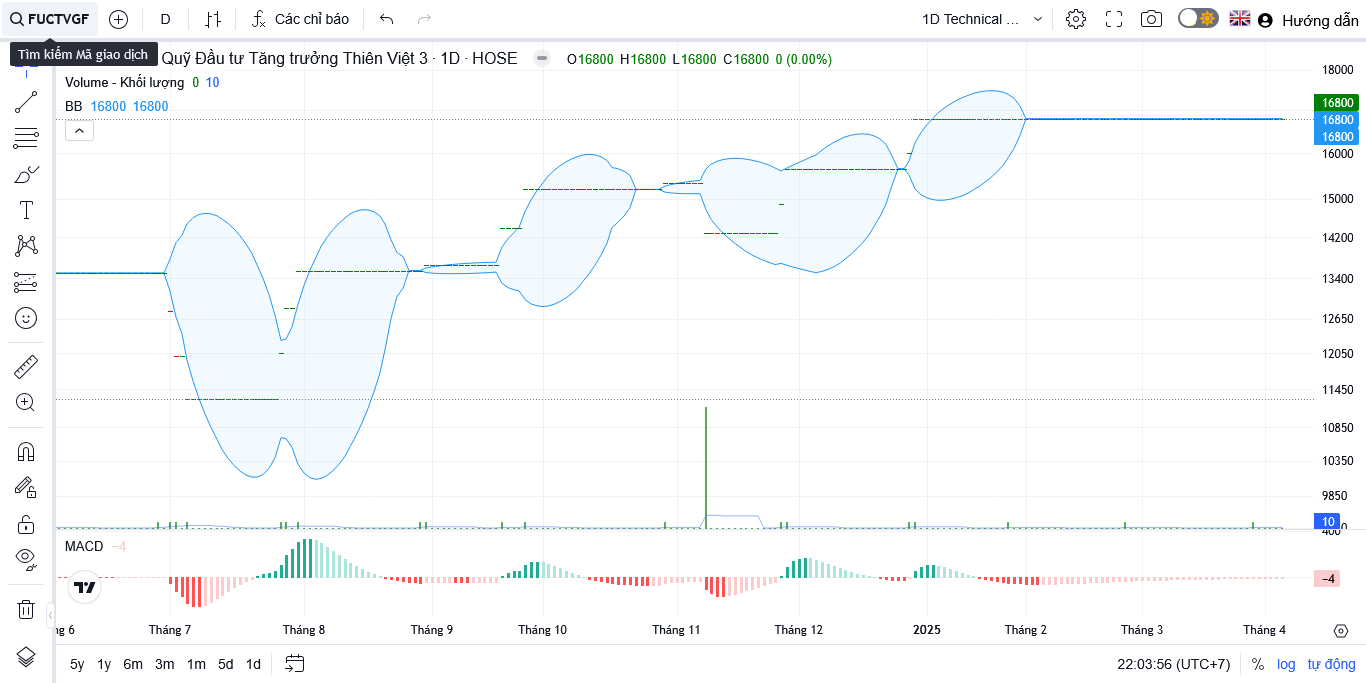 FUCTVGF
D
Các chỉ báo
1D Technical ...
Hướng dẫn
Tìm kiếm Mã giao dịch
Quỹ Đầu tư Tăng trưởng Thiên Việt 3 · 1D · HOSE
O16800 H16800 L16800 C16800 0 (0.00%)
Volume - Khối lượng 0 10
BB 16800 16800
18000
16800
16800
16800
16000
15000
14200
13400
12650
12050
11450
10850
10350
9850
10
400
MACD −4
−4
ng 6
Tháng 7
Tháng 8
Tháng 9
Tháng 10
Tháng 11
Tháng 12
2025
Tháng 2
Tháng 3
Tháng 4
5y 1y 6m 3m 1m 5d 1d
22:03:56 (UTC+7)
% log tự động